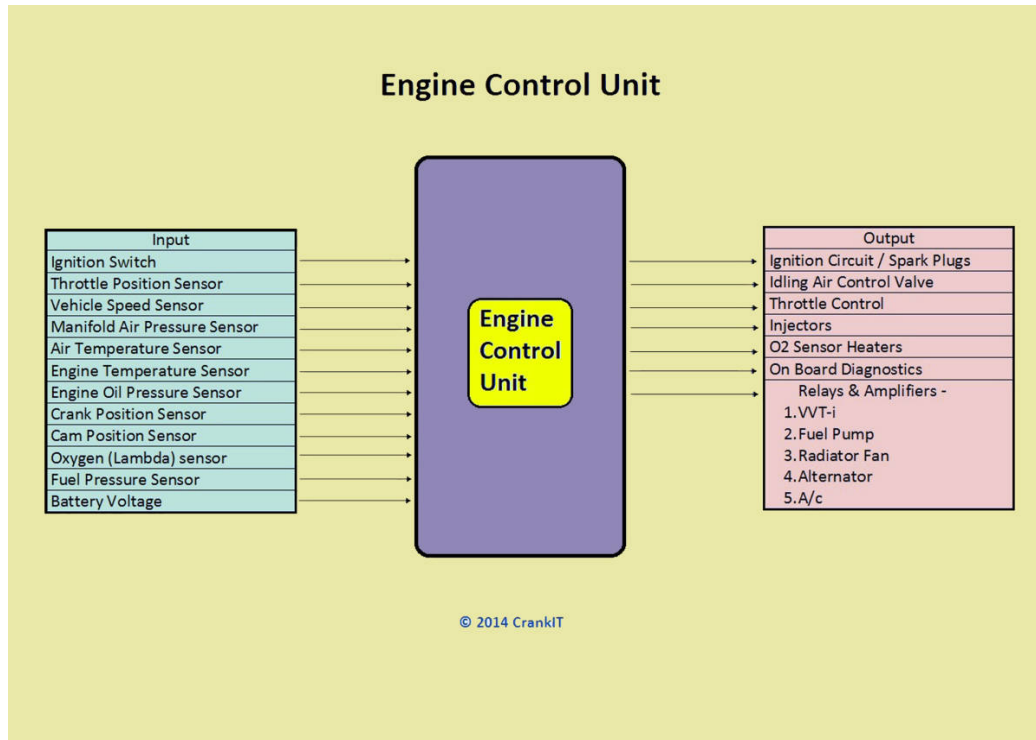 Engine Control Unit
Input
Ignition Switch
Throttle Position Sensor
Vehicle Speed Sensor
Manifold Air Pressure Sensor
Air Temperature Sensor
Engine Temperature Sensor
Engine Oil Pressure Sensor
Crank Position Sensor
Cam Position Sensor
Oxygen (Lambda) sensor
Fuel Pressure Sensor
Battery Voltage
Engine
Control
Unit
Output
Ignition Circuit / Spark Plugs
Idling Air Control Valve
Throttle Control
Injectors
O2 Sensor Heaters
On Board Diagnostics
Relays & Amplifiers -
1.VVT-i
2.Fuel Pump
3.Radiator Fan
4.Alternator
5.A/c
© 2014 CrankIT